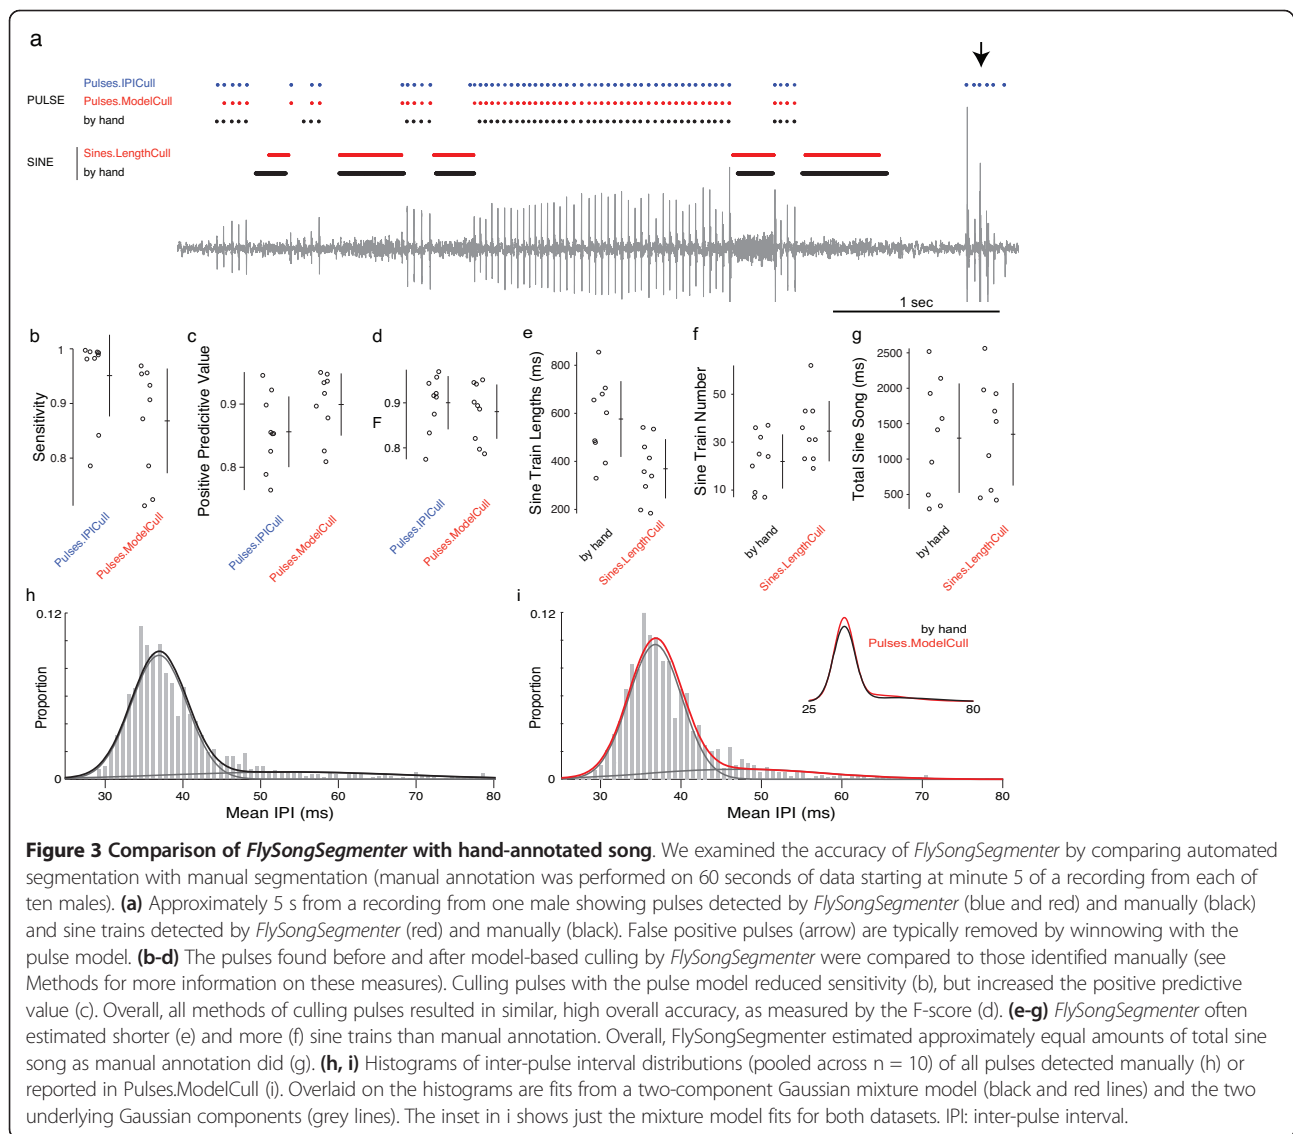 a
Pulses.IPICull
PULSE Pulses.ModelCull
by hand
Sines.LengthCull
SINE
by hand
1 sec
b
Sensitivity
1
0.9
0.8
Pulses.IPICull
Pulses.ModelCull
c
Positive Predicitive Value
0.9
0.8
Pulses.IPICull
Pulses.ModelCull
d
F
0.9
0.8
Pulses.IPICull
Pulses.ModelCull
e
Sine Train Lengths (ms)
800
600
400
200
by hand
Sines.LengthCull
f
Sine Train Number
50
30
10
by hand
Sines.LengthCull
g
Total Sine Song (ms)
2500
2000
1500
1000
500
by hand
Sines.LengthCull
h
0.12
Proportion
0
30 40 50 60 70 80
Mean IPI (ms)
i
0.12
Proportion
0
30 40 50 60 70 80
Mean IPI (ms)
by hand
Pulses.ModelCull
25 80
Figure 3 Comparison of FlySongSegmenter with hand-annotated song. We examined the accuracy of FlySongSegmenter by comparing automated
segmentation with manual segmentation (manual annotation was performed on 60 seconds of data starting at minute 5 of a recording from each of
ten males). (a) Approximately 5 s from a recording from one male showing pulses detected by FlySongSegmenter (blue and red) and manually (black)
and sine trains detected by FlySongSegmenter (red) and manually (black). False positive pulses (arrow) are typically removed by winnowing with the
pulse model. (b-d) The pulses found before and after model-based culling by FlySongSegmenter were compared to those identified manually (see
Methods for more information on these measures). Culling pulses with the pulse model reduced sensitivity (b), but increased the positive predictive
value (c). Overall, all methods of culling pulses resulted in similar, high overall accuracy, as measured by the F-score (d). (e-g) FlySongSegmenter often
estimated shorter (e) and more (f) sine trains than manual annotation. Overall, FlySongSegmenter estimated approximately equal amounts of total sine
song as manual annotation did (g). (h, i) Histograms of inter-pulse interval distributions (pooled across n = 10) of all pulses detected manually (h) or
reported in Pulses.ModelCull (i). Overlaid on the histograms are fits from a two-component Gaussian mixture model (black and red lines) and the two
underlying Gaussian components (grey lines). The inset in i shows just the mixture model fits for both datasets. IPI: inter-pulse interval.